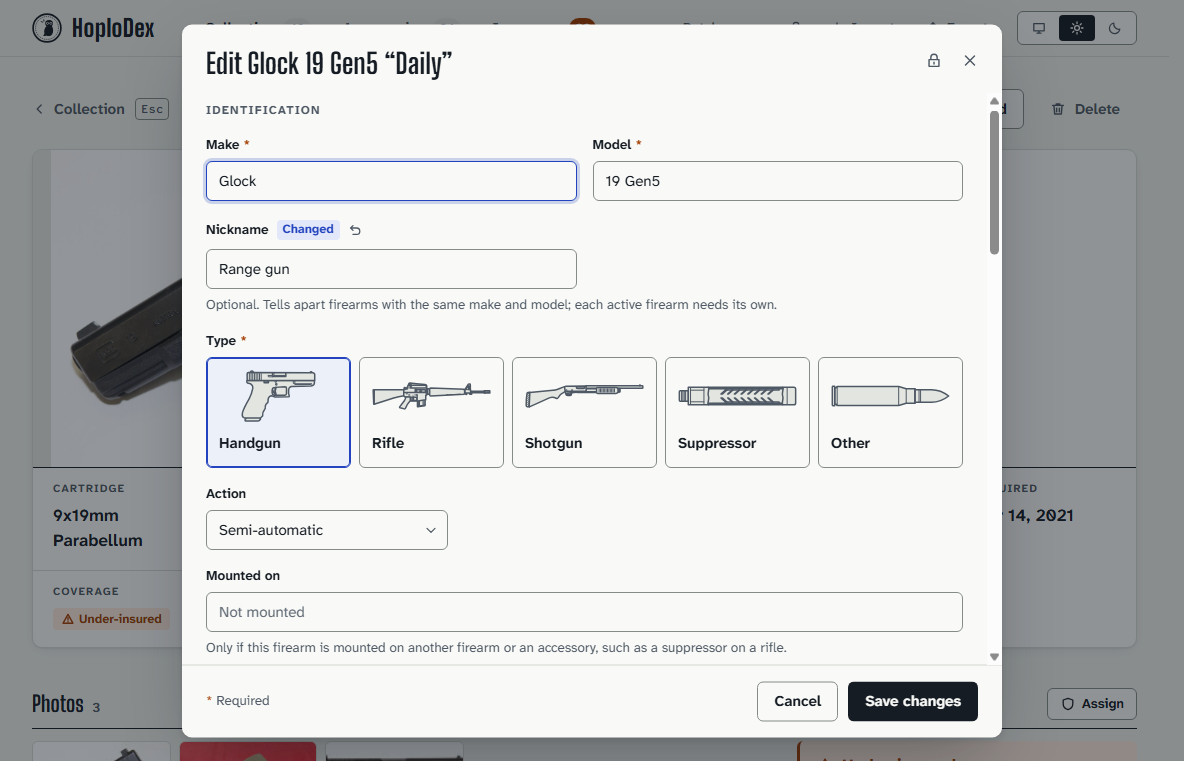 HoploDex
Edit Glock 19 Gen5 “Daily”
Collection
Esc
Delete
IDENTIFICATION
Make *
Model *
Glock
19 Gen5
Nickname
Changed
Range gun
Optional. Tells apart firearms with the same make and model; each active firearm needs its own.
Type *
Handgun
Rifle
Shotgun
Suppressor
Other
Action
Semi-automatic
CARTRIDGE
9x19mm
Parabellum
14, 2021
Mounted on
Not mounted
Only if this firearm is mounted on another firearm or an accessory, such as a suppressor on a rifle.
COVERAGE
Under-insured
* Required
Cancel
Save changes
Photos 3
Assign